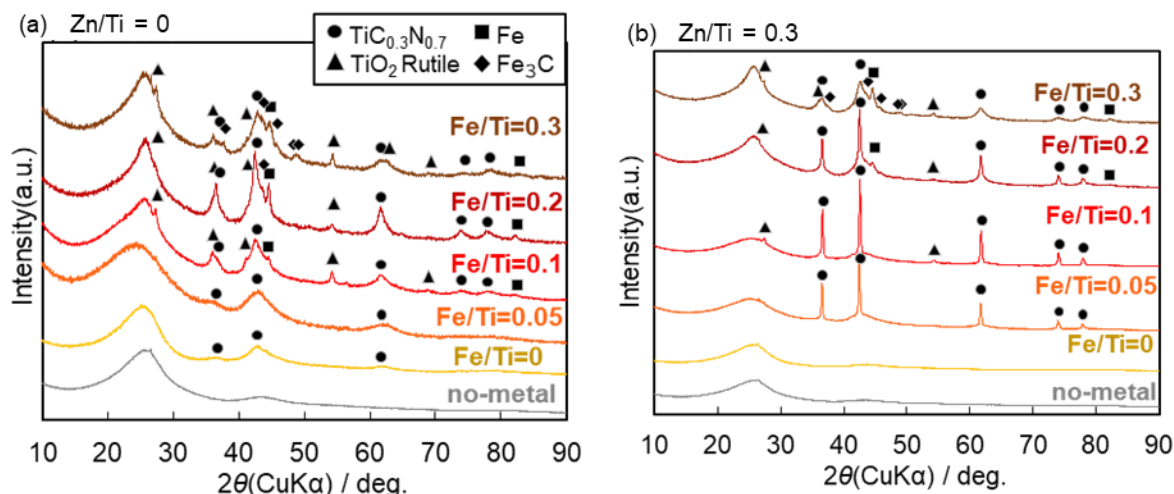 (a) Zn/Ti = 0
● TiC0.3N0.7 ■ Fe
▲ TiO2 Rutile ◆ Fe3C
Fe/Ti=0.3
Fe/Ti=0.2
Fe/Ti=0.1
Fe/Ti=0.05
Fe/Ti=0
no-metal
Intensity(a.u.)
10 20 30 40 50 60 70 80 90
2θ(CuKα) / deg.
(b) Zn/Ti = 0.3
Fe/Ti=0.3
Fe/Ti=0.2
Fe/Ti=0.1
Fe/Ti=0.05
Fe/Ti=0
no-metal
Intensity(a.u.)
10 20 30 40 50 60 70 80 90
2θ(CuKα) / deg.